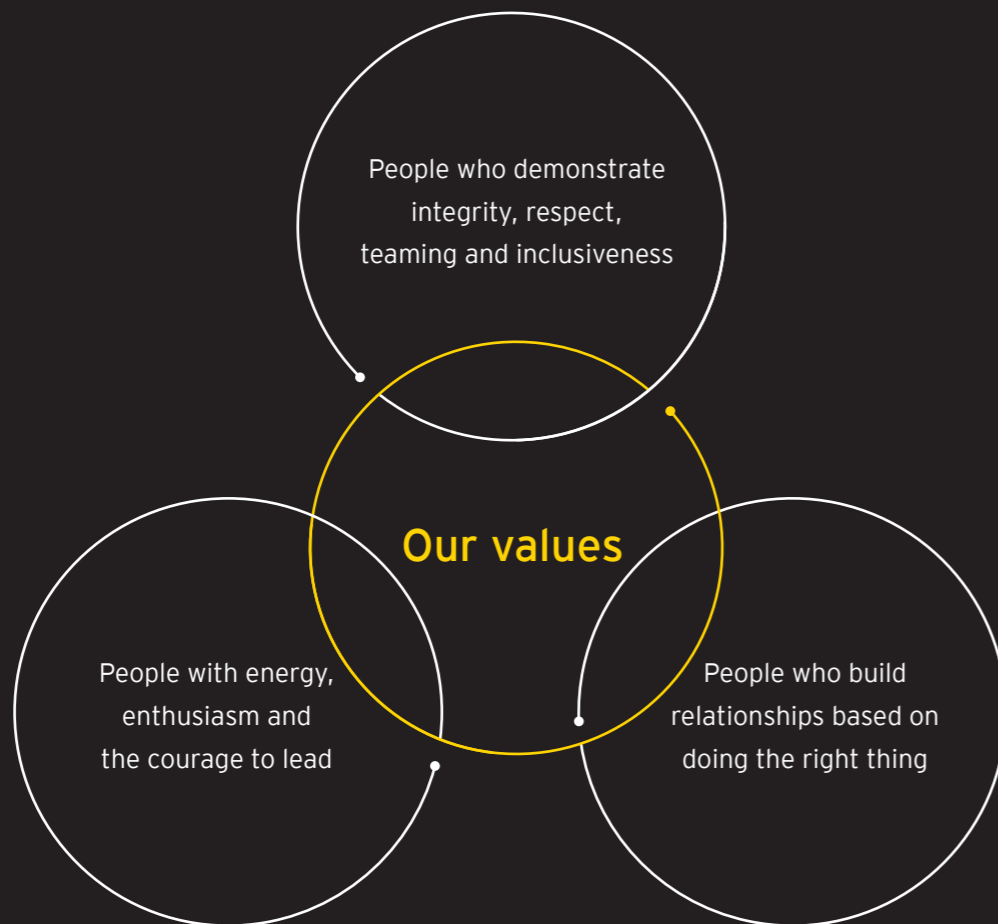 People who demonstrate
integrity, respect,
teaming and inclusiveness
Our values
People with energy,
enthusiasm and
the courage to lead
People who build
relationships based on
doing the right thing